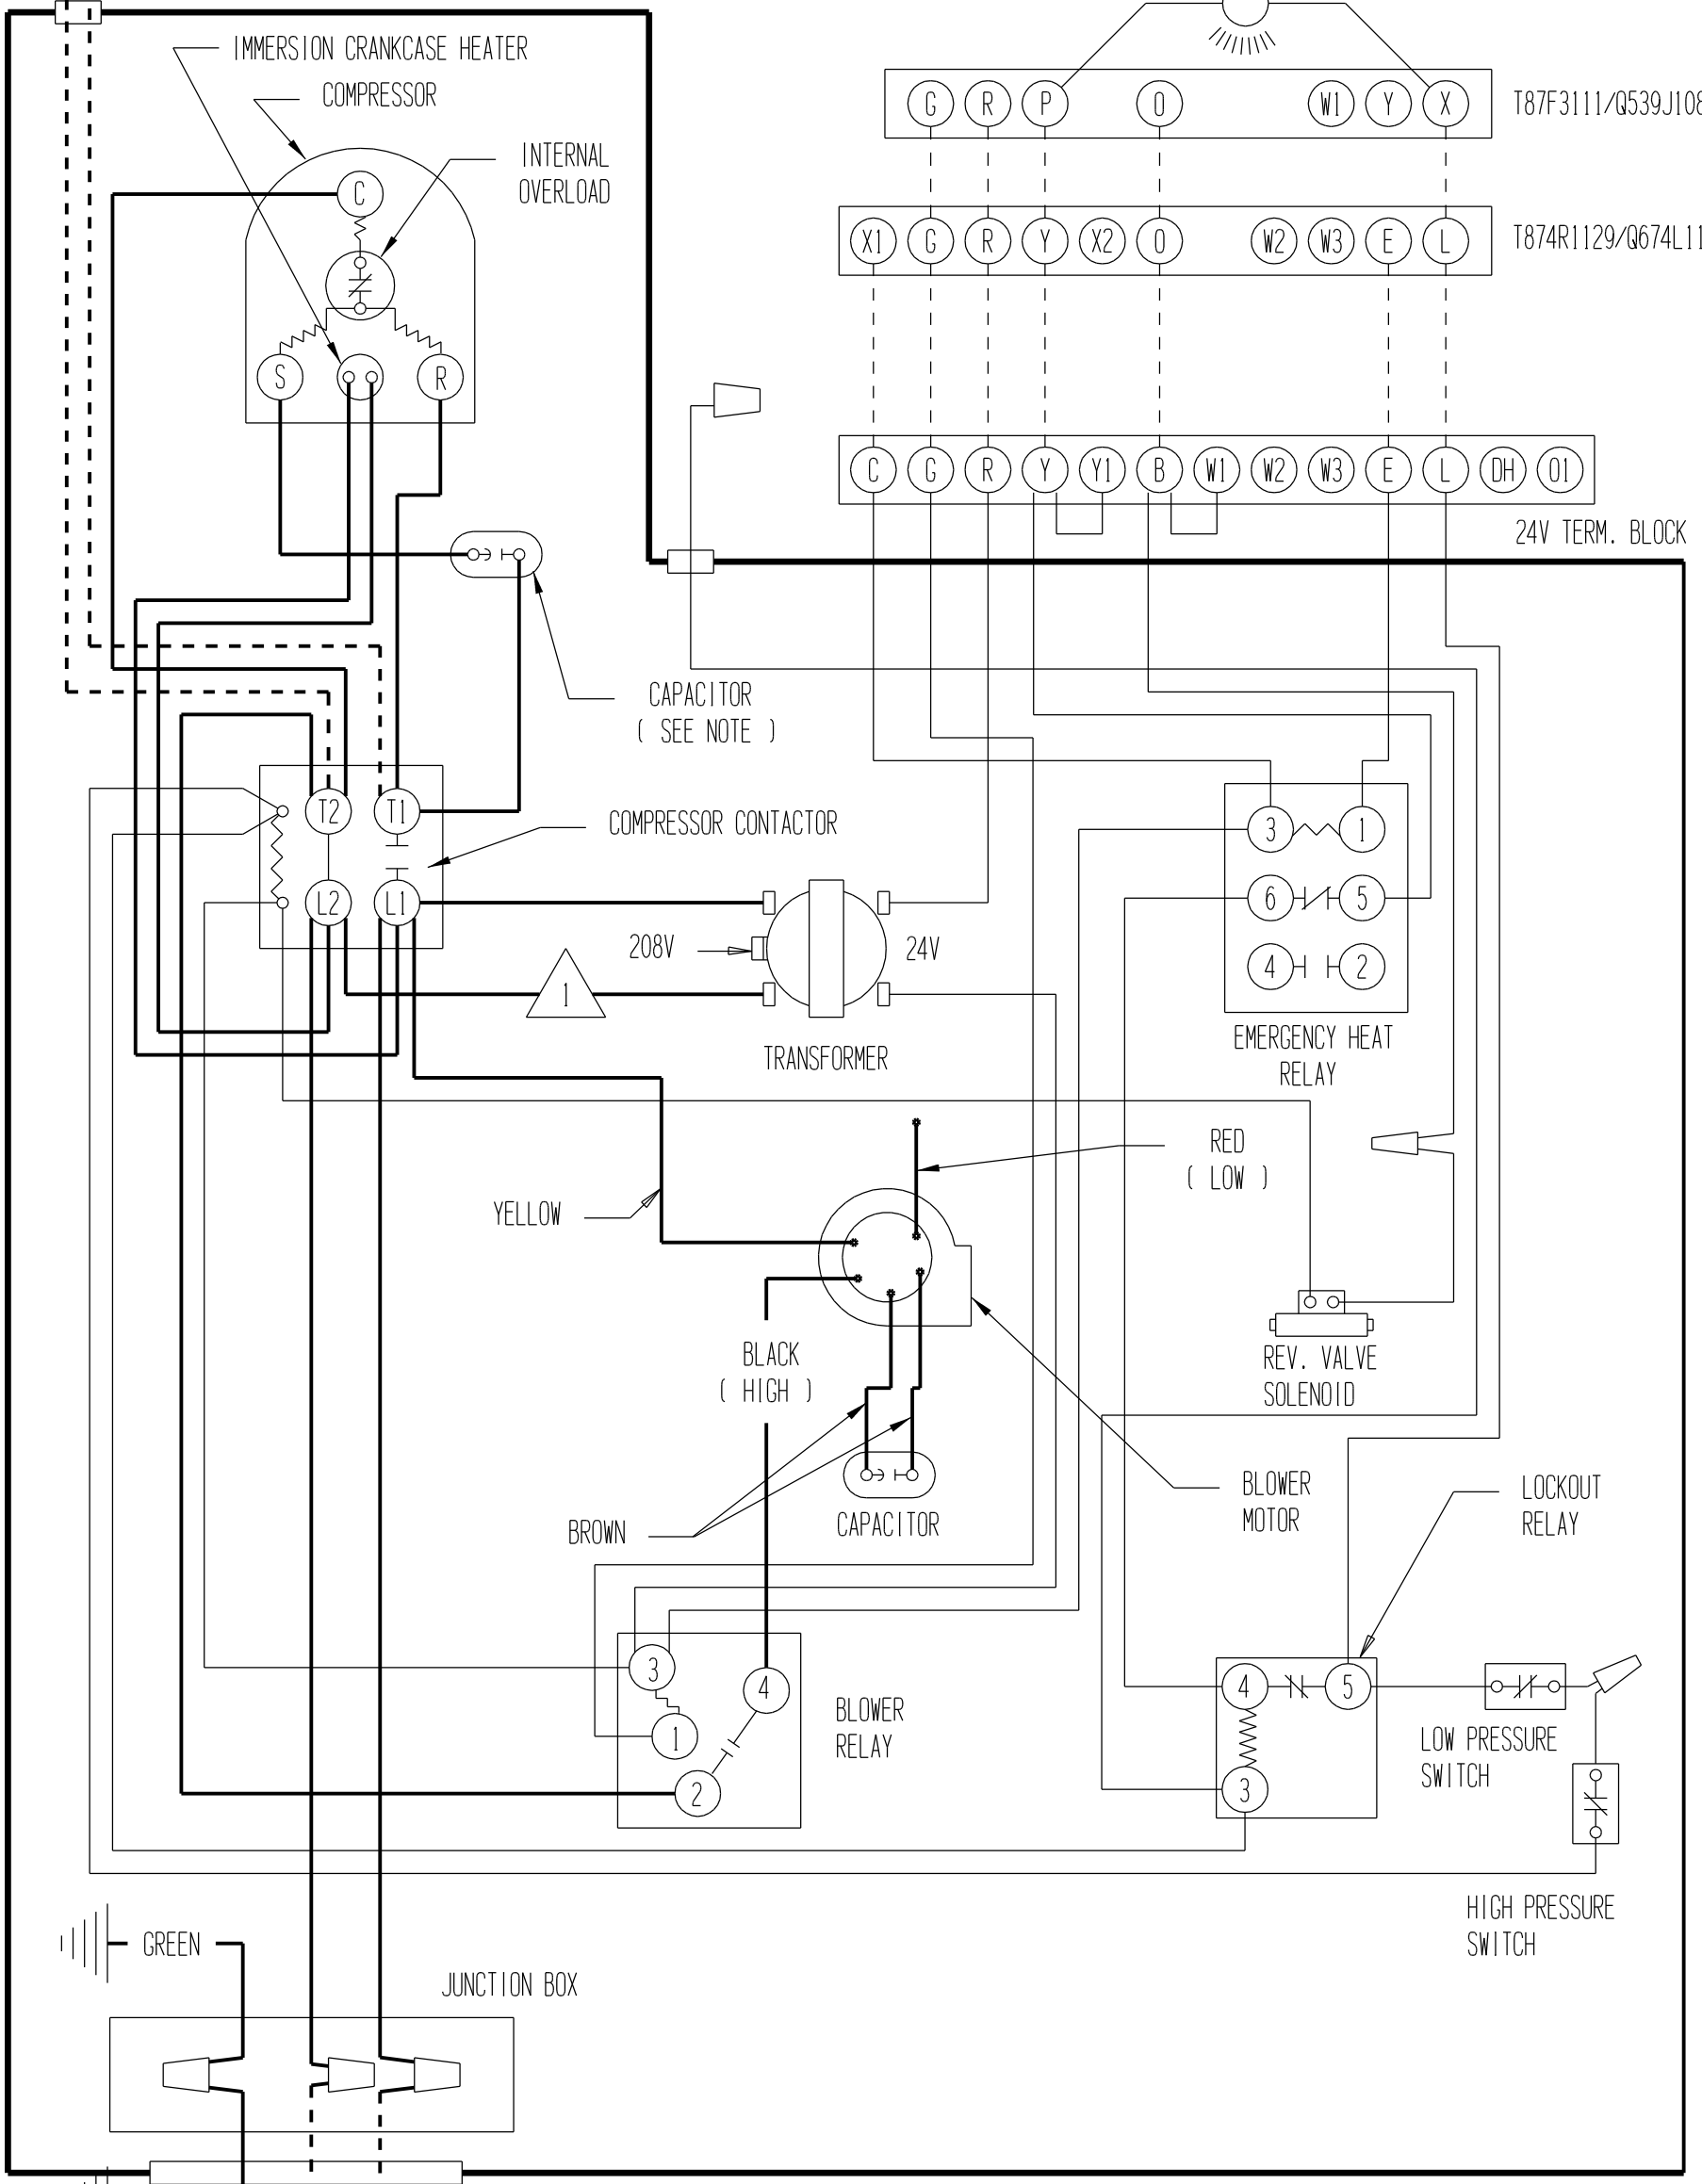 IMMERSION CRANKCASE HEATER
COMPRESSOR
INTERNAL
OVERLOAD
C
S
R
G R P O W1 Y X
T87F3111/Q539J108
X1 G R Y X2 O W2 W3 E L
T874R1129/Q674L11
C G R Y Y1 B W1 W2 W3 E L DH O1
24V TERM. BLOCK
CAPACITOR
( SEE NOTE )
T2 T1
L2 L1
COMPRESSOR CONTACTOR
208V
24V
1
TRANSFORMER
3 1
6 5
4 2
EMERGENCY HEAT
RELAY
RED
( LOW )
YELLOW
BLACK
( HIGH )
REV. VALVE
SOLENOID
BROWN
CAPACITOR
BLOWER
MOTOR
LOCKOUT
RELAY
3
4
1
2
BLOWER
RELAY
4 5
3
LOW PRESSURE
SWITCH
HIGH PRESSURE
SWITCH
GREEN
JUNCTION BOX